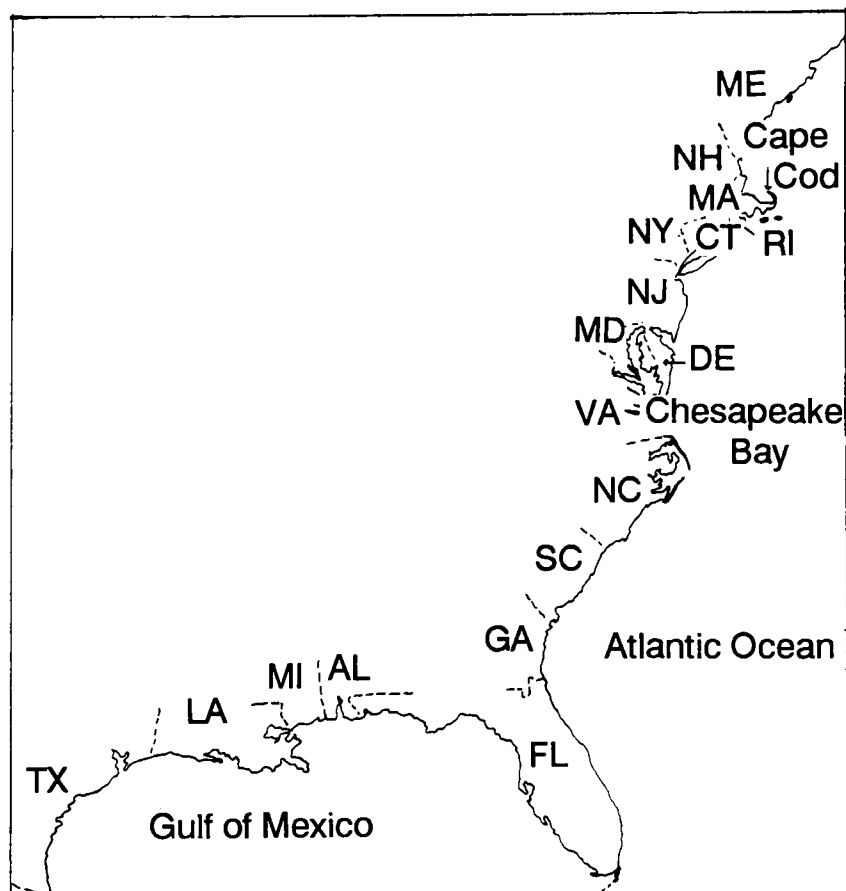 ME
Cape
Cod
NH
MA
NY
CT
RI
NJ
MD
DE
VA
Chesapeake
Bay
NC
SC
GA
Atlantic Ocean
MI
AL
LA
FL
TX
Gulf of Mexico